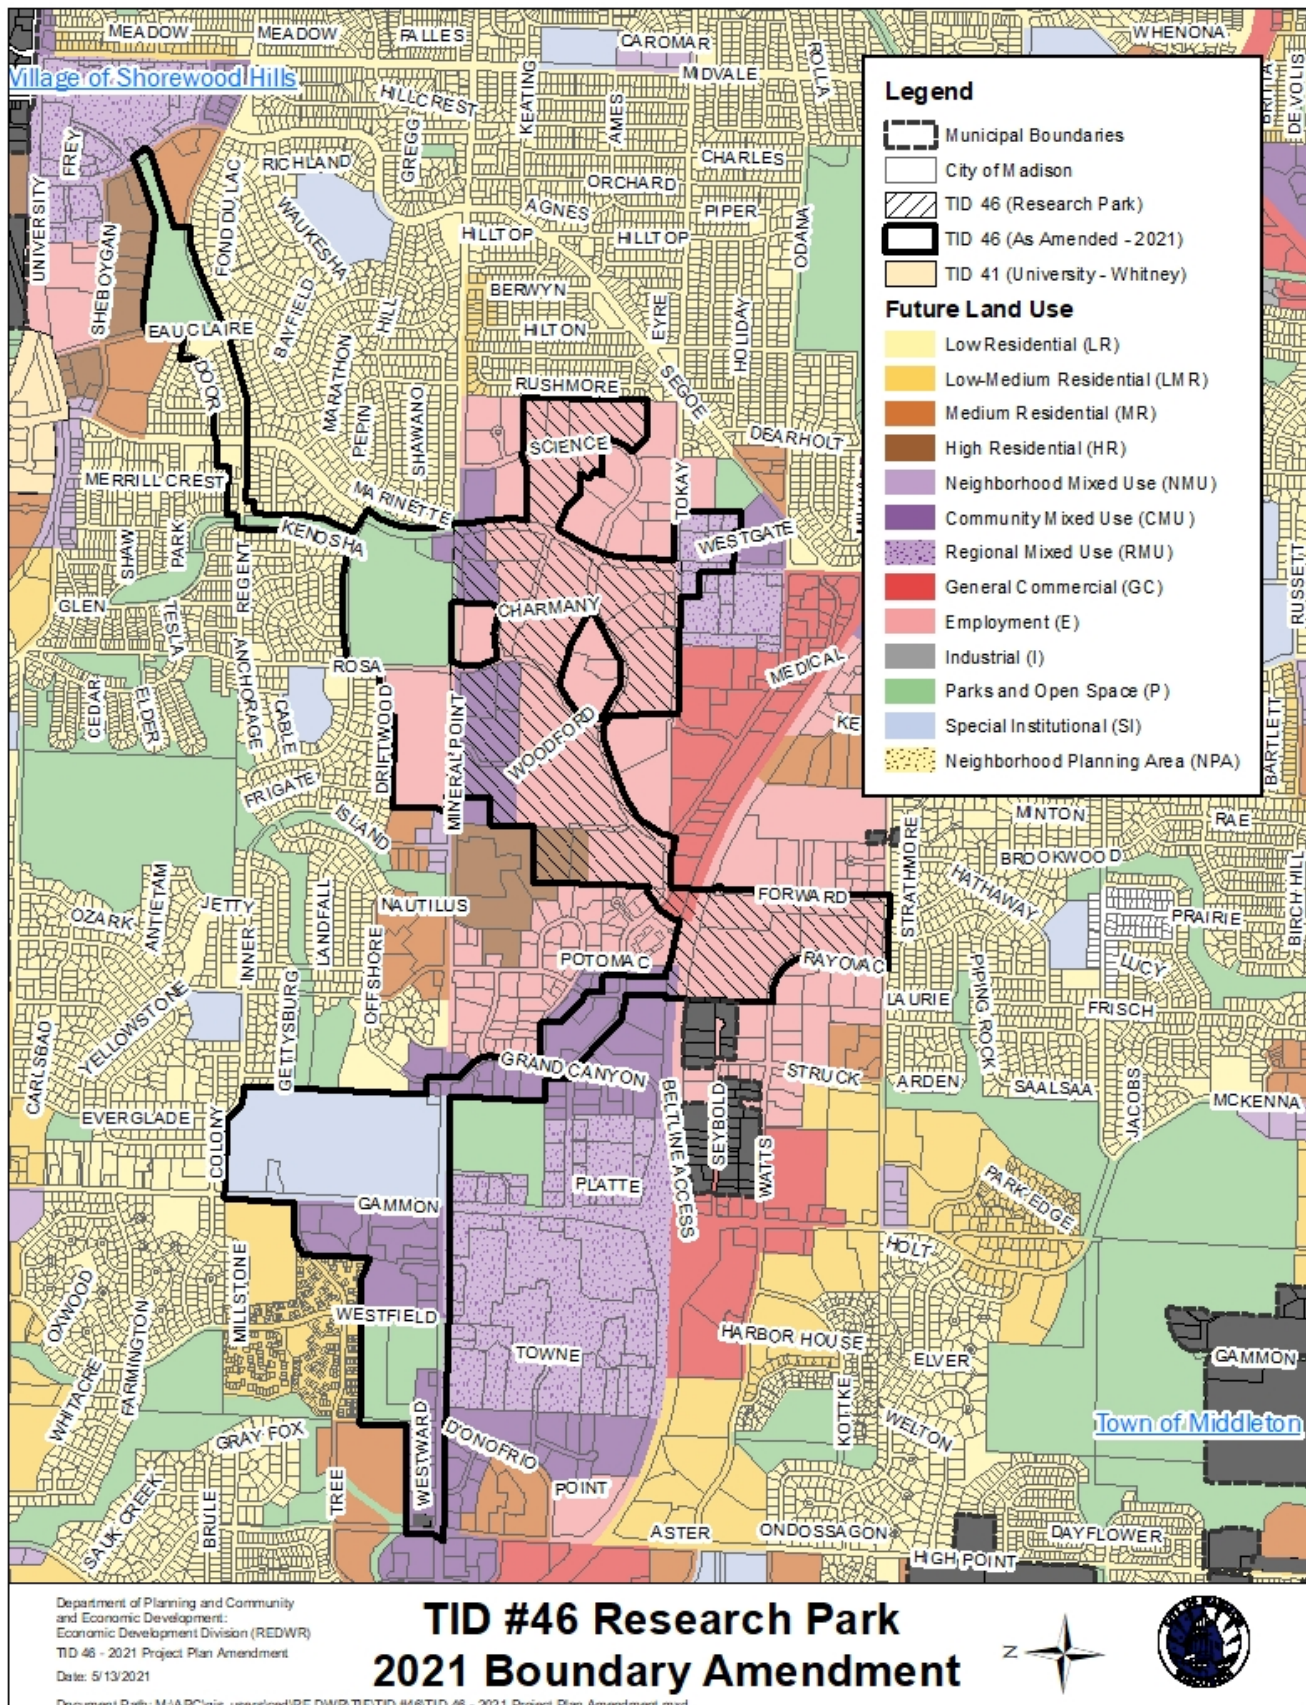 MEADOW
MEADOW
FALLES
CAROMAR
WHENONA
Village of Shorewood Hills
MIDVALE
ROLLA
DEVOLIS
HILLCREST
KEATING
AMES
FREY
GREGG
RICHLAND
CHARLES
ORCHARD
FOND DU LAC
WAUKESHA
AGNES
PIPER
ODANA
UNIVERSITY
HILLTOP
HILLTOP
SHEBOYGAN
BERWYN
BAYFIELD
HILL
EYRE
HOLIDAY
EAU CLAIRE
HILTON
DOOR
MARATHON
PEPIN
SHAWANO
RUSHMORE
SEGOE
SCIENCE
DEARHOLT
MERRILL CREST
MARINETTE
TOKAY
WESTGATE
KENOSHA
SHAW
PARK
REGENT
RUSSETT
GLEN
TESLA
CHARMANY
ROSA
MEDICAL
CEDAR
ELDER
ANCHORAGE
CABLE
DRIFTWOOD
MINERAL POINT
WOODFORD
KE
BARTLETT
FRIGATE
ISLAND
MINTON
RAE
STRATHMORE
BROOKWOOD
HATHAWAY
BIRCH HILL
OZARK
ANTIETAM
JETTY
INNER
LANDFALL
NAUTILUS
FORWARD
PRAIRIE
OFFSHORE
POTOMAC
RAYOVAC
LUCY
YELLOWSTONE
GETTYSBURG
PIPING ROCK
LAURIE
FRISCH
CARLSBAD
GRAND CANYON
STRUCK
ARDEN
SAALSAA
JACOBS
MCKENNA
EVERGLADE
COLONY
BELTLINE ACCESS
SEYBOLD
WATTS
GAMMON
PLATTE
PARK EDGE
HOLT
OXWOOD
MILLSTONE
FARMINGTON
WESTFIELD
TOWNE
HARBOR HOUSE
ELVER
GAMMON
WHITACRE
KOTTKE
WELTON
Town of Middleton
GRAY FOX
WESTWARD
D'ONOFRIO
POINT
SAUK CREEK
BRULE
TREE
ASTER
ONDOSSAGON
DAYFLOWER
HIGH POINT
Legend
Municipal Boundaries
City of Madison
TID 46 (Research Park)
TID 46 (As Amended - 2021)
TID 41 (University - Whitney)
Future Land Use
Low Residential (LR)
Low-Medium Residential (LMR)
Medium Residential (MR)
High Residential (HR)
Neighborhood Mixed Use (NMU)
Community Mixed Use (CMU)
Regional Mixed Use (RMU)
General Commercial (GC)
Employment (E)
Industrial (I)
Parks and Open Space (P)
Special Institutional (SI)
Neighborhood Planning Area (NPA)
Department of Planning and Community
and Economic Development:
Economic Development Division (REDWR)
TID 46 - 2021 Project Plan Amendment
Date: 5/13/2021
TID #46 Research Park
2021 Boundary Amendment
N